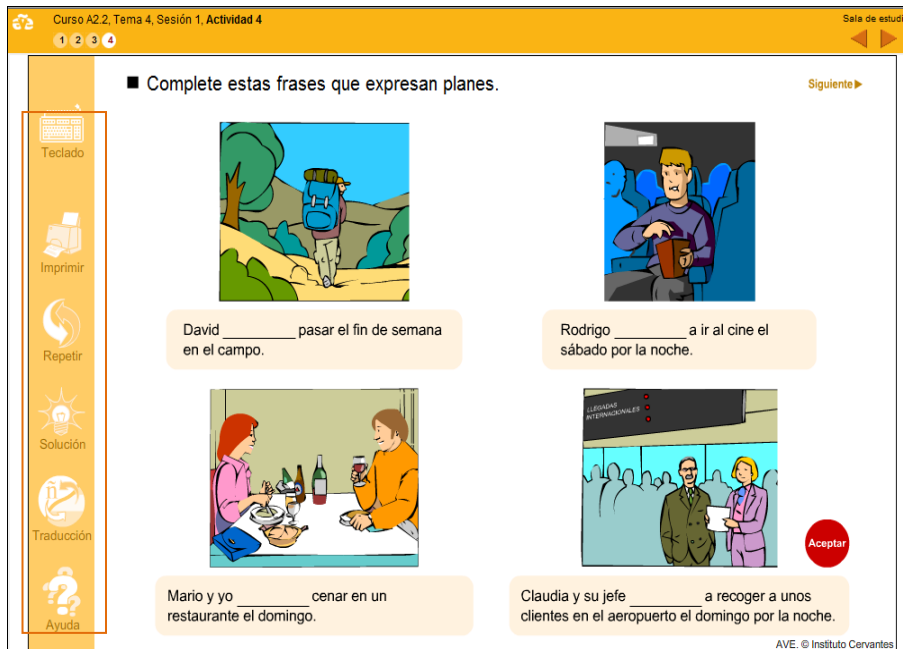 Curso A2.2, Tema 4, Sesión 1, Actividad 4
Sala de estudi
1 2 3 4
■ Complete estas frases que expresan planes.
Siguiente
Teclado
Imprimir
Repetir
Solución
ñ
Traducción
???
Ayuda
David _________ pasar el fin de semana
en el campo.
Rodrigo _________ a ir al cine el
sábado por la noche.
LLEGADAS
INTERNACIONALES
Aceptar
Mario y yo _________ cenar en un
restaurante el domingo.
Claudia y su jefe _________ a recoger a unos
clientes en el aeropuerto el domingo por la noche.
AVE. © Instituto Cervantes